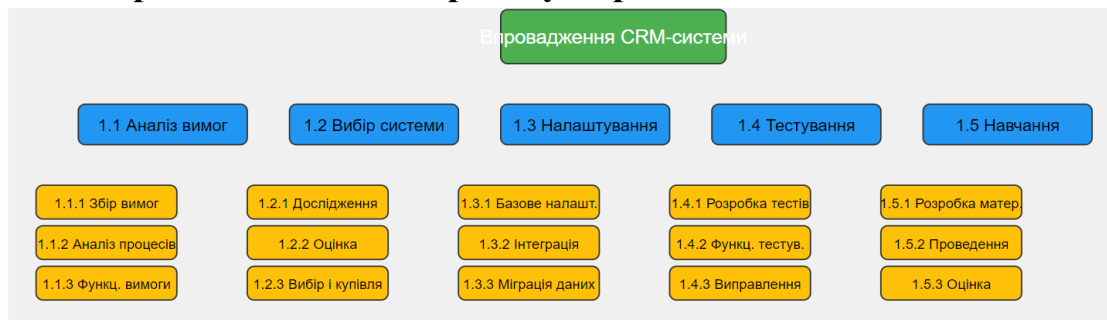 Впровадження CRM-системи
1.1 Аналіз вимог
1.2 Вибір системи
1.3 Налаштування
1.4 Тестування
1.5 Навчання
1.1.1 Збір вимог
1.2.1 Дослідження
1.3.1 Базове налашт.
1.4.1 Розробка тестів
1.5.1 Розробка матер.
1.1.2 Аналіз процесів
1.2.2 Оцінка
1.3.2 Інтеграція
1.4.2 Функц. тестув.
1.5.2 Проведення
1.1.3 Функц. вимоги
1.2.3 Вибір і купівля
1.3.3 Міграція даних
1.4.3 Виправлення
1.5.3 Оцінка